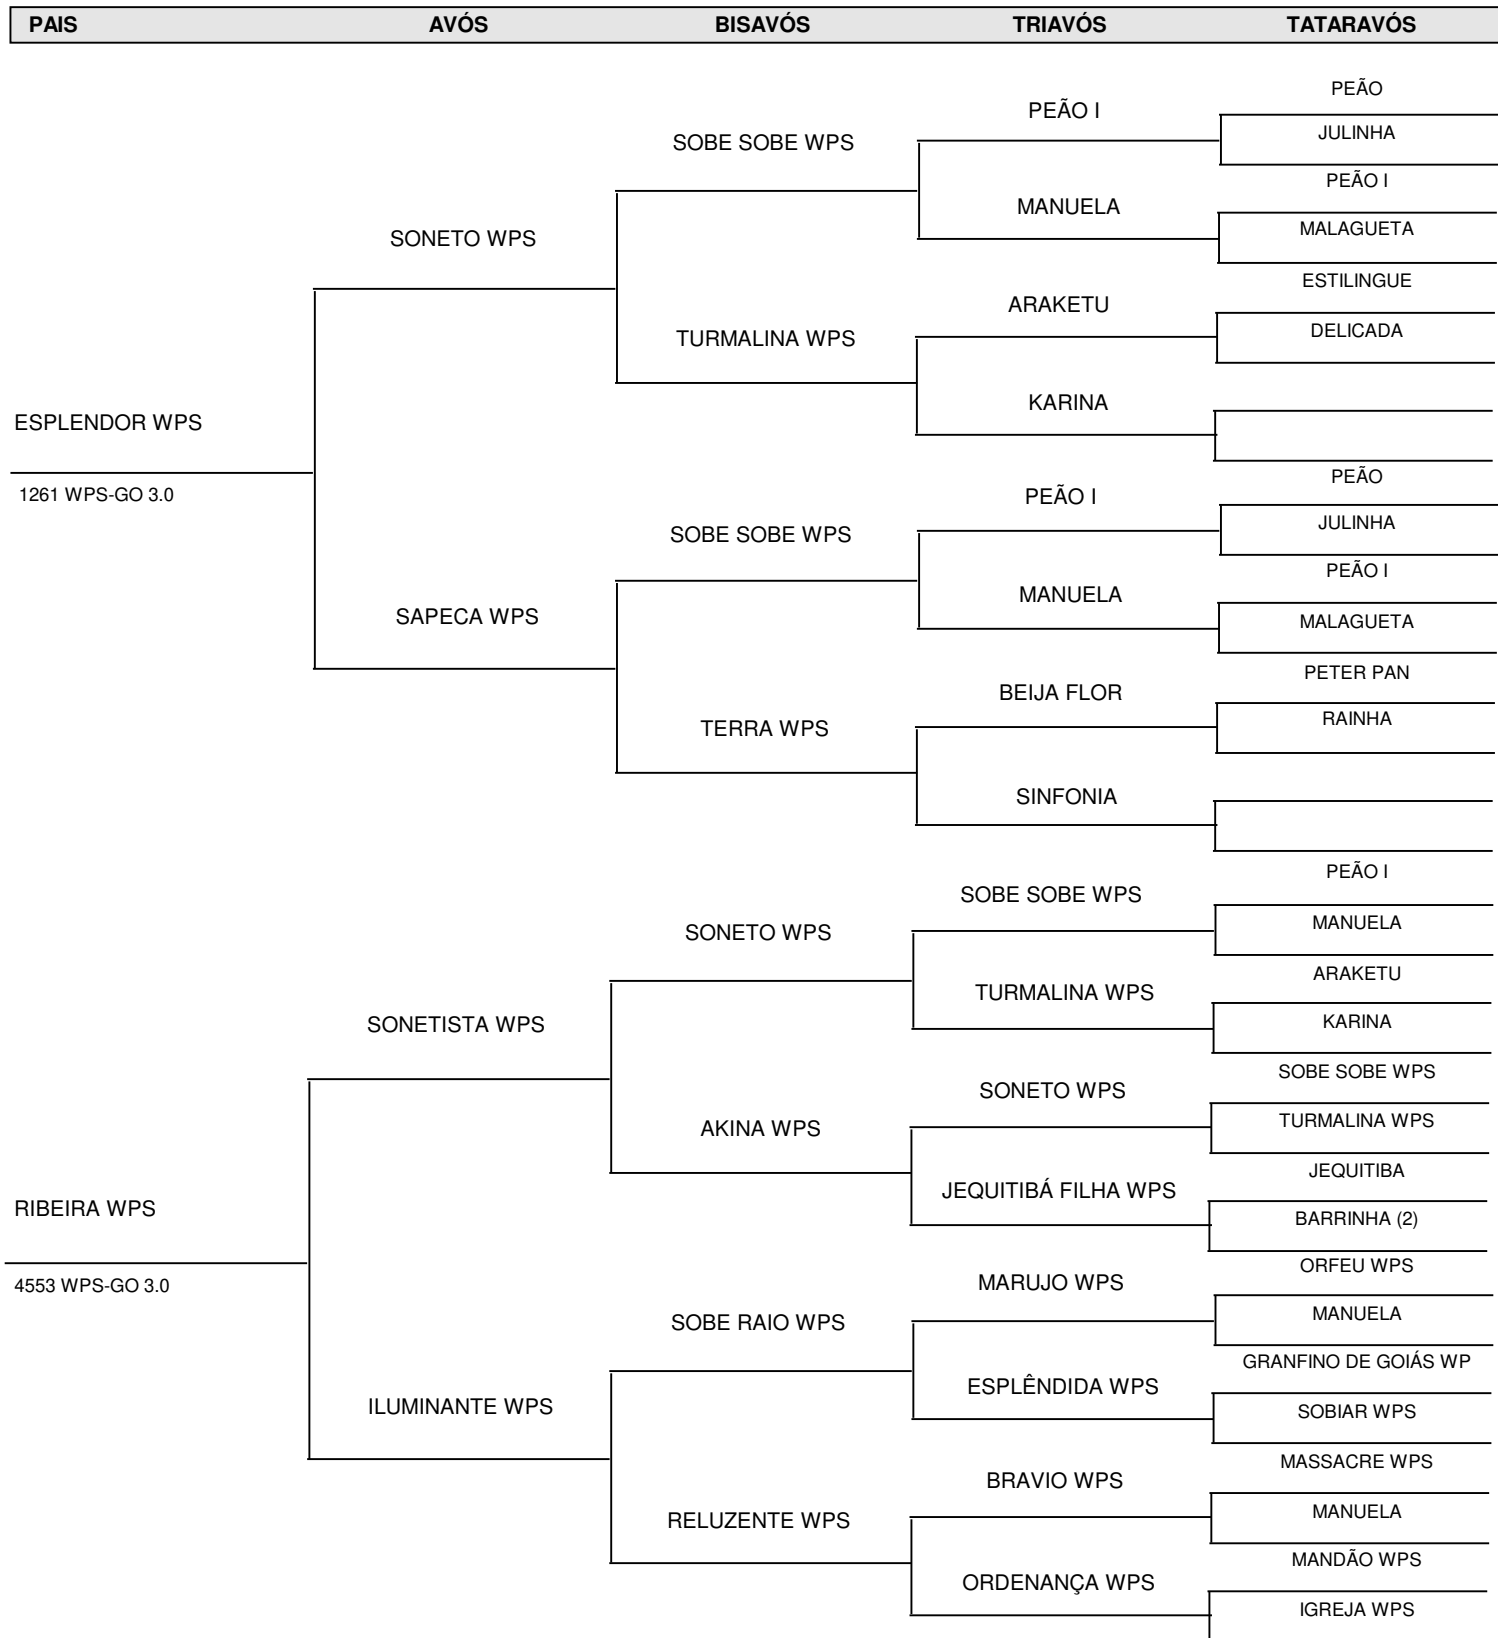 PAIS AVÓS BISAVÓS TRIAVÓS TATARAVÓS
PEÃO
PEÃO I
JULINHA
SOBE SOBE WPS
PEÃO I
MANUELA
MALAGUETA
SONETO WPS
ESTILINGUE
ARAKETU
DELICADA
TURMALINA WPS
KARINA
ESPLENDOR WPS
1261 WPS-GO 3.0
PEÃO
PEÃO I
JULINHA
SOBE SOBE WPS
PEÃO I
MANUELA
MALAGUETA
SAPECA WPS
PETER PAN
BEIJA FLOR
RAINHA
TERRA WPS
SINFONIA
PEÃO I
SOBE SOBE WPS
MANUELA
SONETO WPS
ARAKETU
TURMALINA WPS
KARINA
SONETISTA WPS
SOBE SOBE WPS
SONETO WPS
TURMALINA WPS
AKINA WPS
JEQUITIBA
JEQUITIBÁ FILHA WPS
BARRINHA (2)
RIBEIRA WPS
4553 WPS-GO 3.0
ORFEU WPS
MARUJO WPS
MANUELA
SOBE RAIO WPS
GRANFINO DE GOIÁS WP
ESPLÊNDIDA WPS
SOBIAR WPS
ILUMINANTE WPS
MASSACRE WPS
BRAVIO WPS
MANUELA
RELUZENTE WPS
MANDÃO WPS
ORDENANÇA WPS
IGREJA WPS